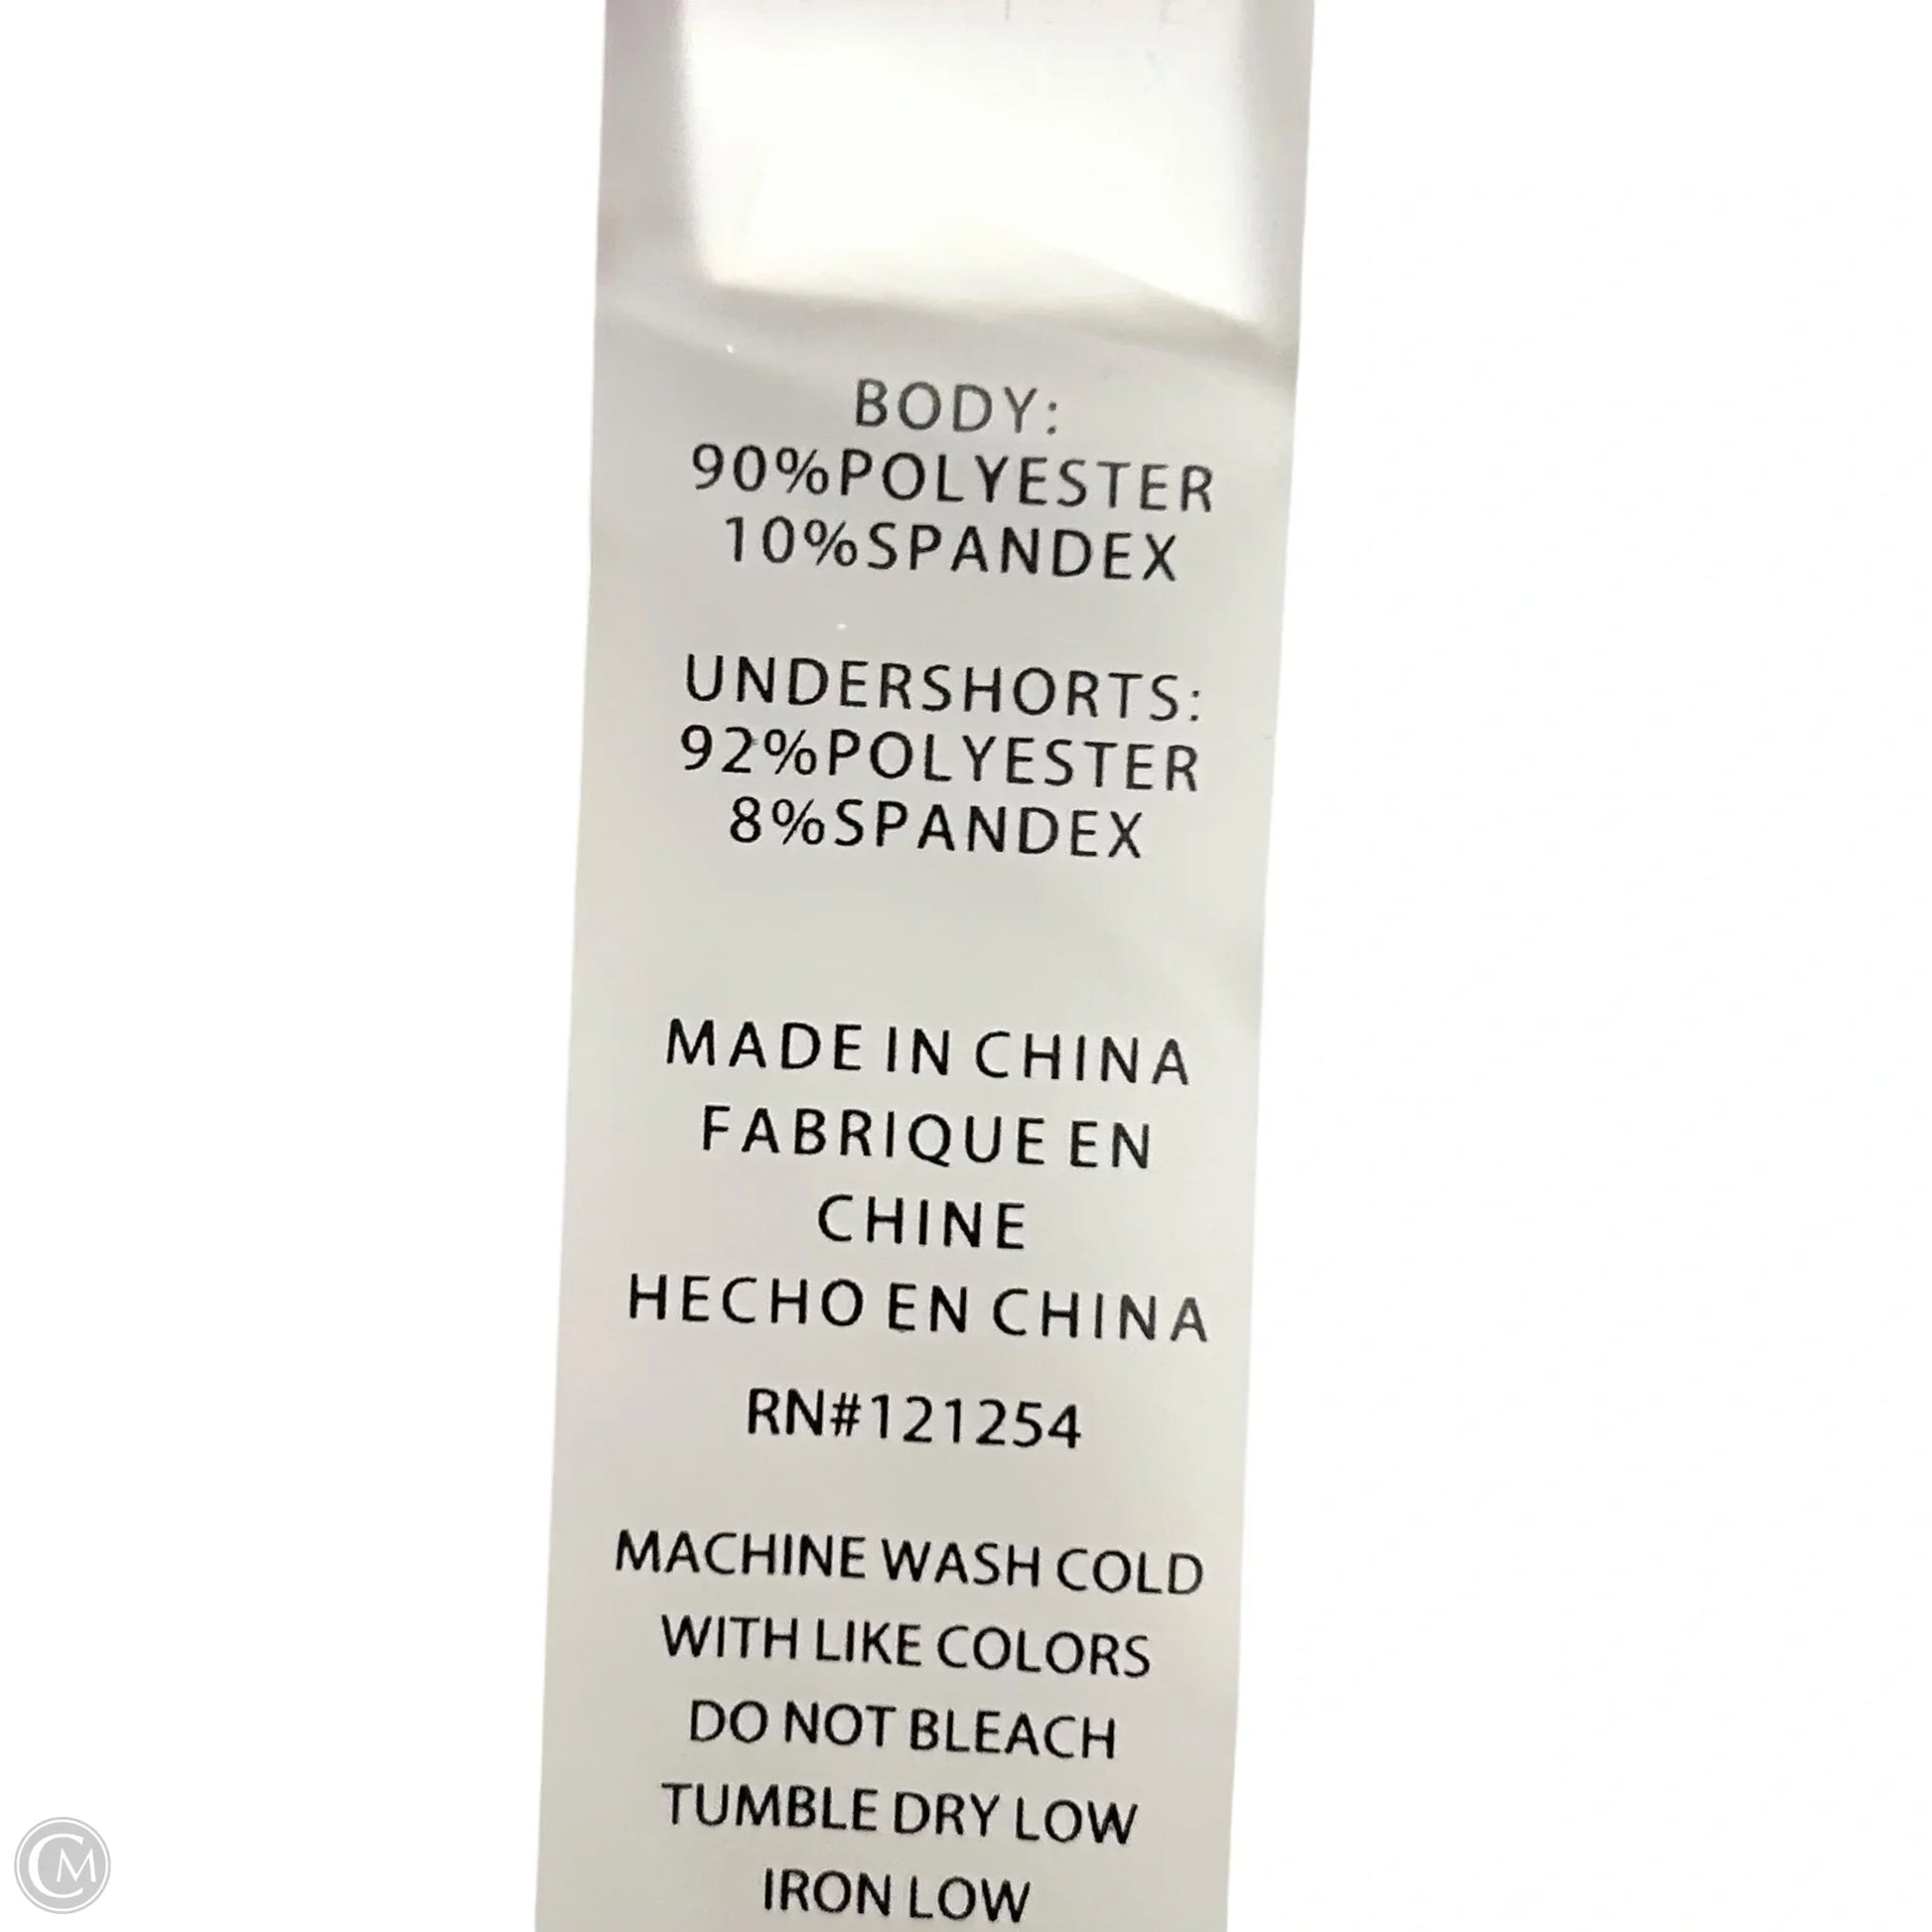 BODY:
90%POLYESTER
10%SPANDEX
UNDERSHORTS:
92%POLYESTER
8%SPANDEX
MADE IN CHINA
FABRIQUE EN
CHINE
HECHO EN CHINA
RN#121254
MACHINE WASH COLD
WITH LIKE COLORS
DO NOT BLEACH
TUMBLE DRY LOW
IRON LOW
CM